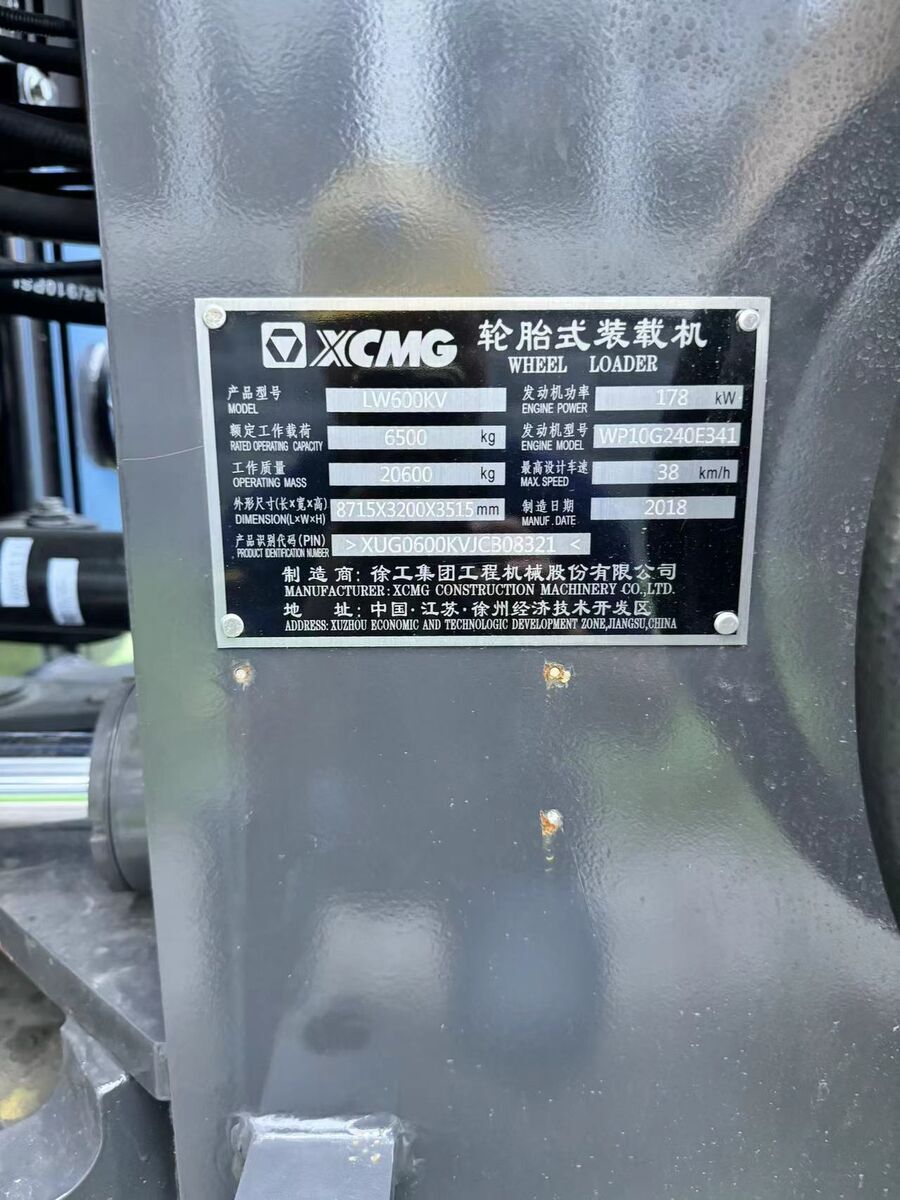 AR/910PSI
XCMG 轮胎式装载机
WHEEL LOADER
产品型号 LW600KV 发动机功率 178 kW
MODEL ENGINE POWER
额定工作载荷 6500 kg 发动机型号 WP10G240E341
RATED OPERATING CAPACITY ENGINE MODEL
工作质量 20600 kg 最高设计车速 38 km/h
OPERATING MASS MAX. SPEED
外形尺寸(长×宽×高) 8715X3200X3515 mm 制造日期 2018
DIMENSION(L×W×H) MANUF. DATE
产品识别代码(PIN) > XUG0600KVJCB08321 <
PRODUCT IDENTIFICATION NUMBER
制造商: 徐工集团工程机械股份有限公司
MANUFACTURER: XCMG CONSTRUCTION MACHINERY CO.,LTD.
地 址: 中国·江苏·徐州经济技术开发区
ADDRESS: XUZHOU ECONOMIC AND TECHNOLOGIC DEVELOPMENT ZONE,JIANGSU,CHINA